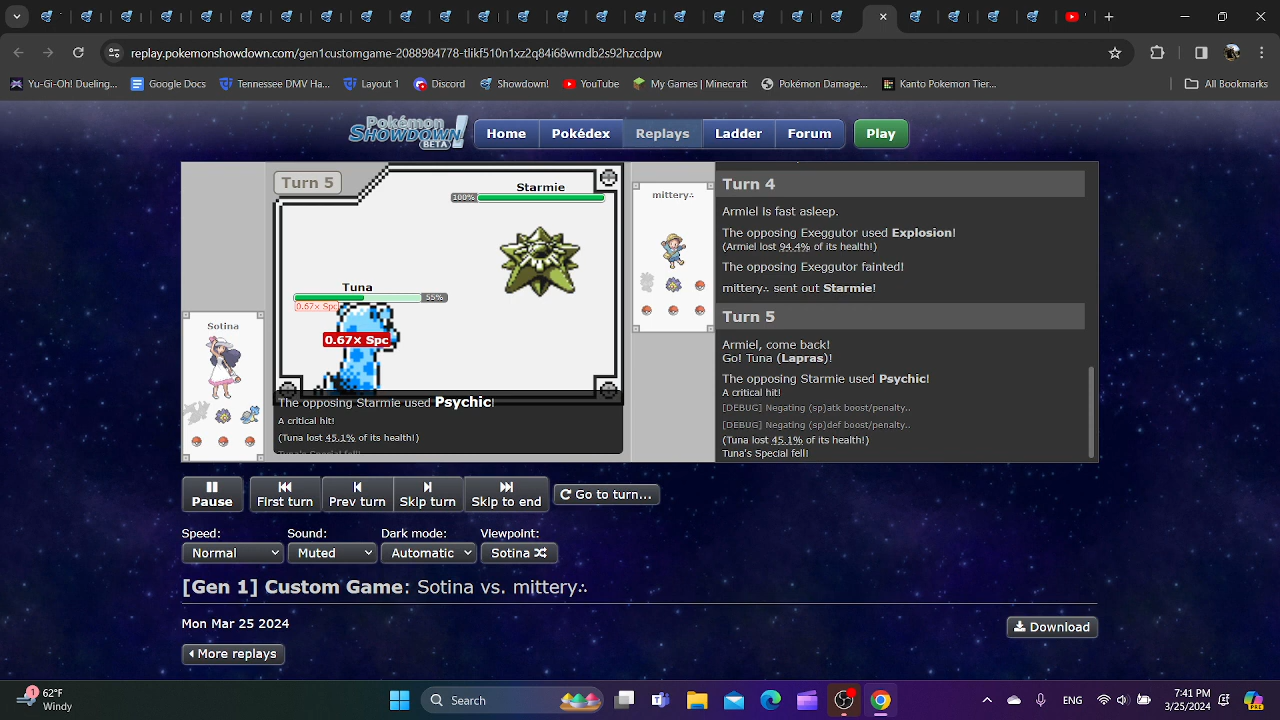 replay.pokemonshowdown.com/gen1customgame-2088984778-tlikf510n1xz2q84i68wmdb2s92hzcdpw
Yu-Gi-Oh! Dueling...
Google Docs
Tennessee DMV Ha...
Layout 1
Discord
Showdown!
YouTube
My Games | Minecraft
Pokémon Damage...
Kanto Pokemon Tier...
All Bookmarks
Pokémon
SHOWDOWN!
BETA
Home
Pokédex
Replays
Ladder
Forum
Play
Turn 5
Starmie
100%
Tuna
55%
0.67× Spc
0.67× Spc
The opposing Starmie used Psychic!
A critical hit!
(Tuna lost 45.1% of its health!)
Tuna's Special fell!
Sotina
mittery∴
Turn 4
Armiel is fast asleep.
The opposing Exeggutor used Explosion!
(Armiel lost 94.4% of its health!)
The opposing Exeggutor fainted!
mittery∴ sent out Starmie!
Turn 5
Armiel, come back!
Go! Tuna (Lapras)!
The opposing Starmie used Psychic!
A critical hit!
[DEBUG] Negating (sp)atk boost/penalty..
[DEBUG] Negating (sp)def boost/penalty..
(Tuna lost 45.1% of its health!)
Tuna's Special fell!
Pause
First turn
Prev turn
Skip turn
Skip to end
Go to turn...
Speed:
Sound:
Dark mode:
Viewpoint:
Normal
Muted
Automatic
Sotina
[Gen 1] Custom Game: Sotina vs. mittery∴
Mon Mar 25 2024
Download
More replays
1
62°F
Windy
Search
ENG
7:41 PM
3/25/2024
PRE